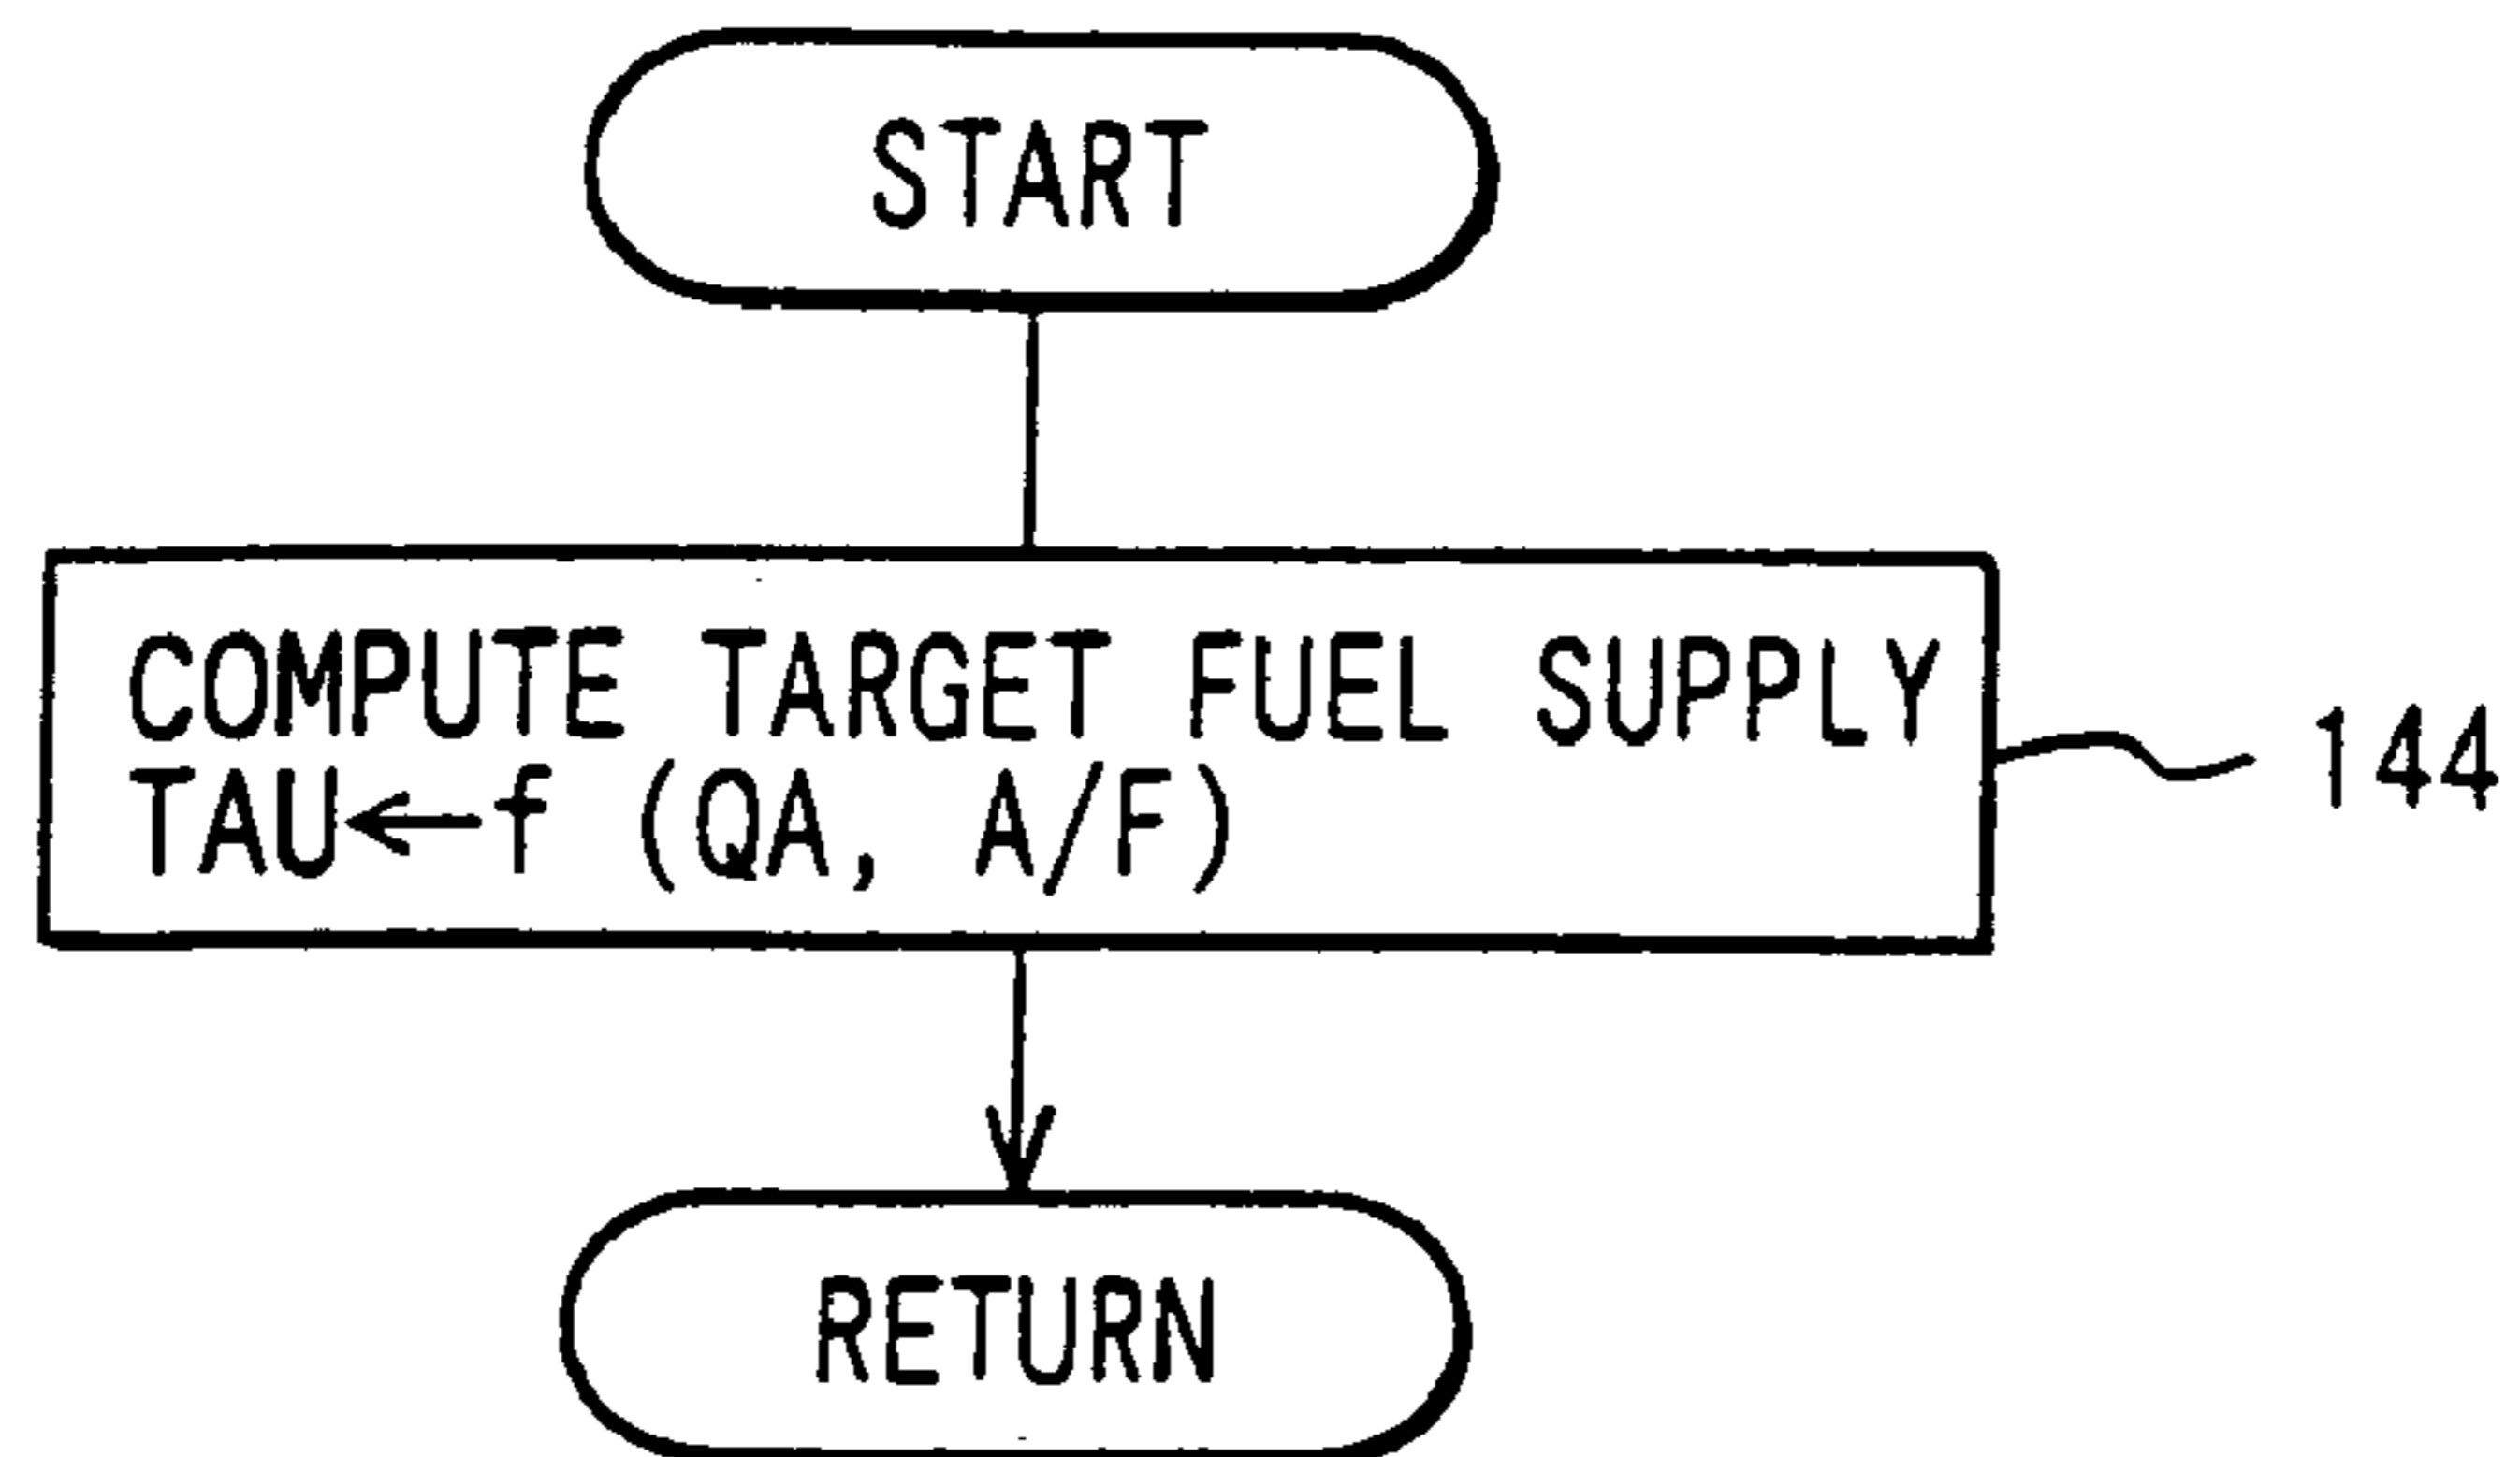 START
COMPUTE TARGET FUEL SUPPLY
TAU←f (QA, A/F)
144
RETURN